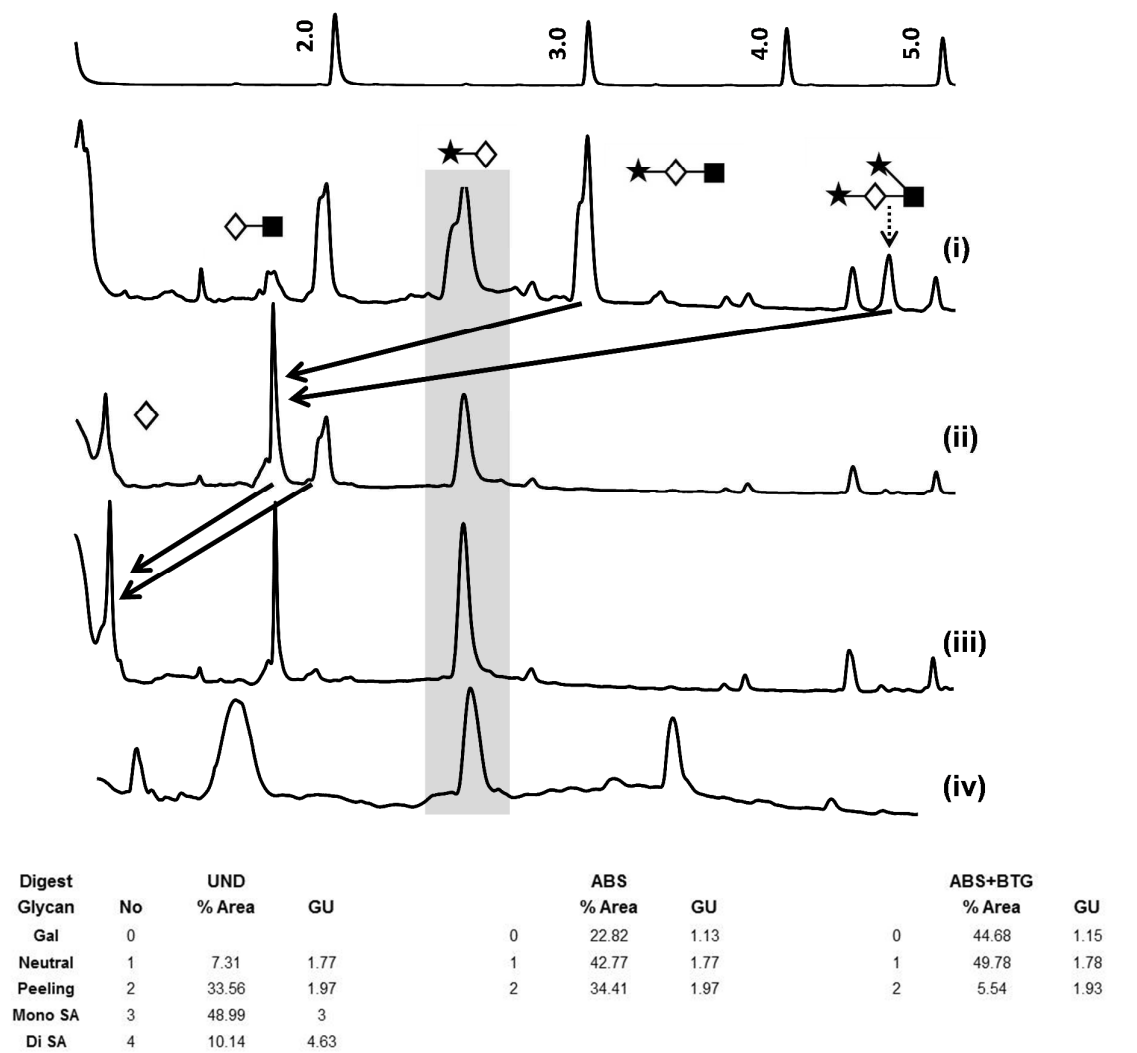 2.0 3.0 4.0 5.0
(i)
(ii)
(iii)
(iv)
Digest UND ABS ABS+BTG
Glycan No % Area GU % Area GU % Area GU
Gal 0 0 22.82 1.13 0 44.68 1.15
Neutral 1 7.31 1.77 1 42.77 1.77 1 49.78 1.78
Peeling 2 33.56 1.97 2 34.41 1.97 2 5.54 1.93
Mono SA 3 48.99 3
Di SA 4 10.14 4.63